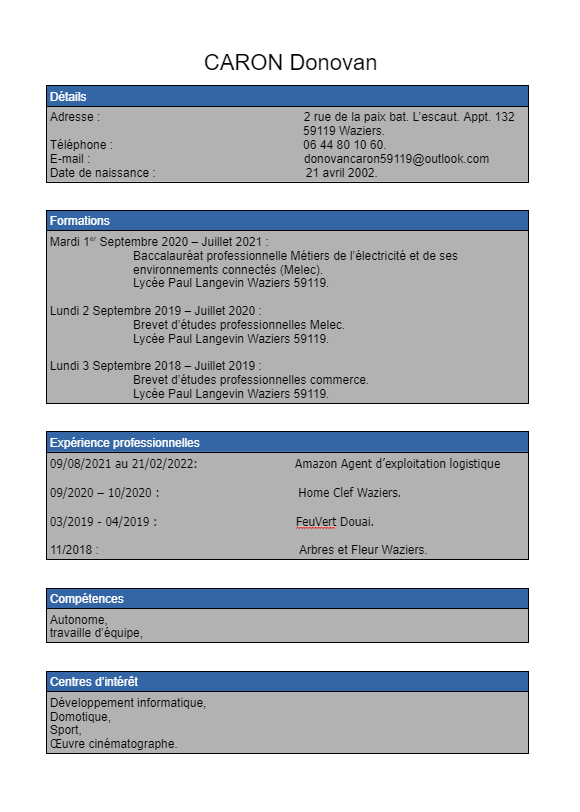 CARON Donovan
Détails
Adresse : 2 rue de la paix bat. L'escaut. Appt. 132
59119 Waziers.
Téléphone : 06 44 80 10 60.
E-mail : donovancaron59119@outlook.com
Date de naissance : 21 avril 2002.
Formations
Mardi 1er Septembre 2020 – Juillet 2021 :
Baccalauréat professionnelle Métiers de l'électricité et de ses
environnements connectés (Melec).
Lycée Paul Langevin Waziers 59119.
Lundi 2 Septembre 2019 – Juillet 2020 :
Brevet d'études professionnelles Melec.
Lycée Paul Langevin Waziers 59119.
Lundi 3 Septembre 2018 – Juillet 2019 :
Brevet d'études professionnelles commerce.
Lycée Paul Langevin Waziers 59119.
Expérience professionnelles
09/08/2021 au 21/02/2022: Amazon Agent d'exploitation logistique
09/2020 – 10/2020 : Home Clef Waziers.
03/2019 - 04/2019 : FeuVert Douai.
11/2018 : Arbres et Fleur Waziers.
Compétences
Autonome,
travaille d'équipe,
Centres d'intérêt
Développement informatique,
Domotique,
Sport,
Œuvre cinématographe.